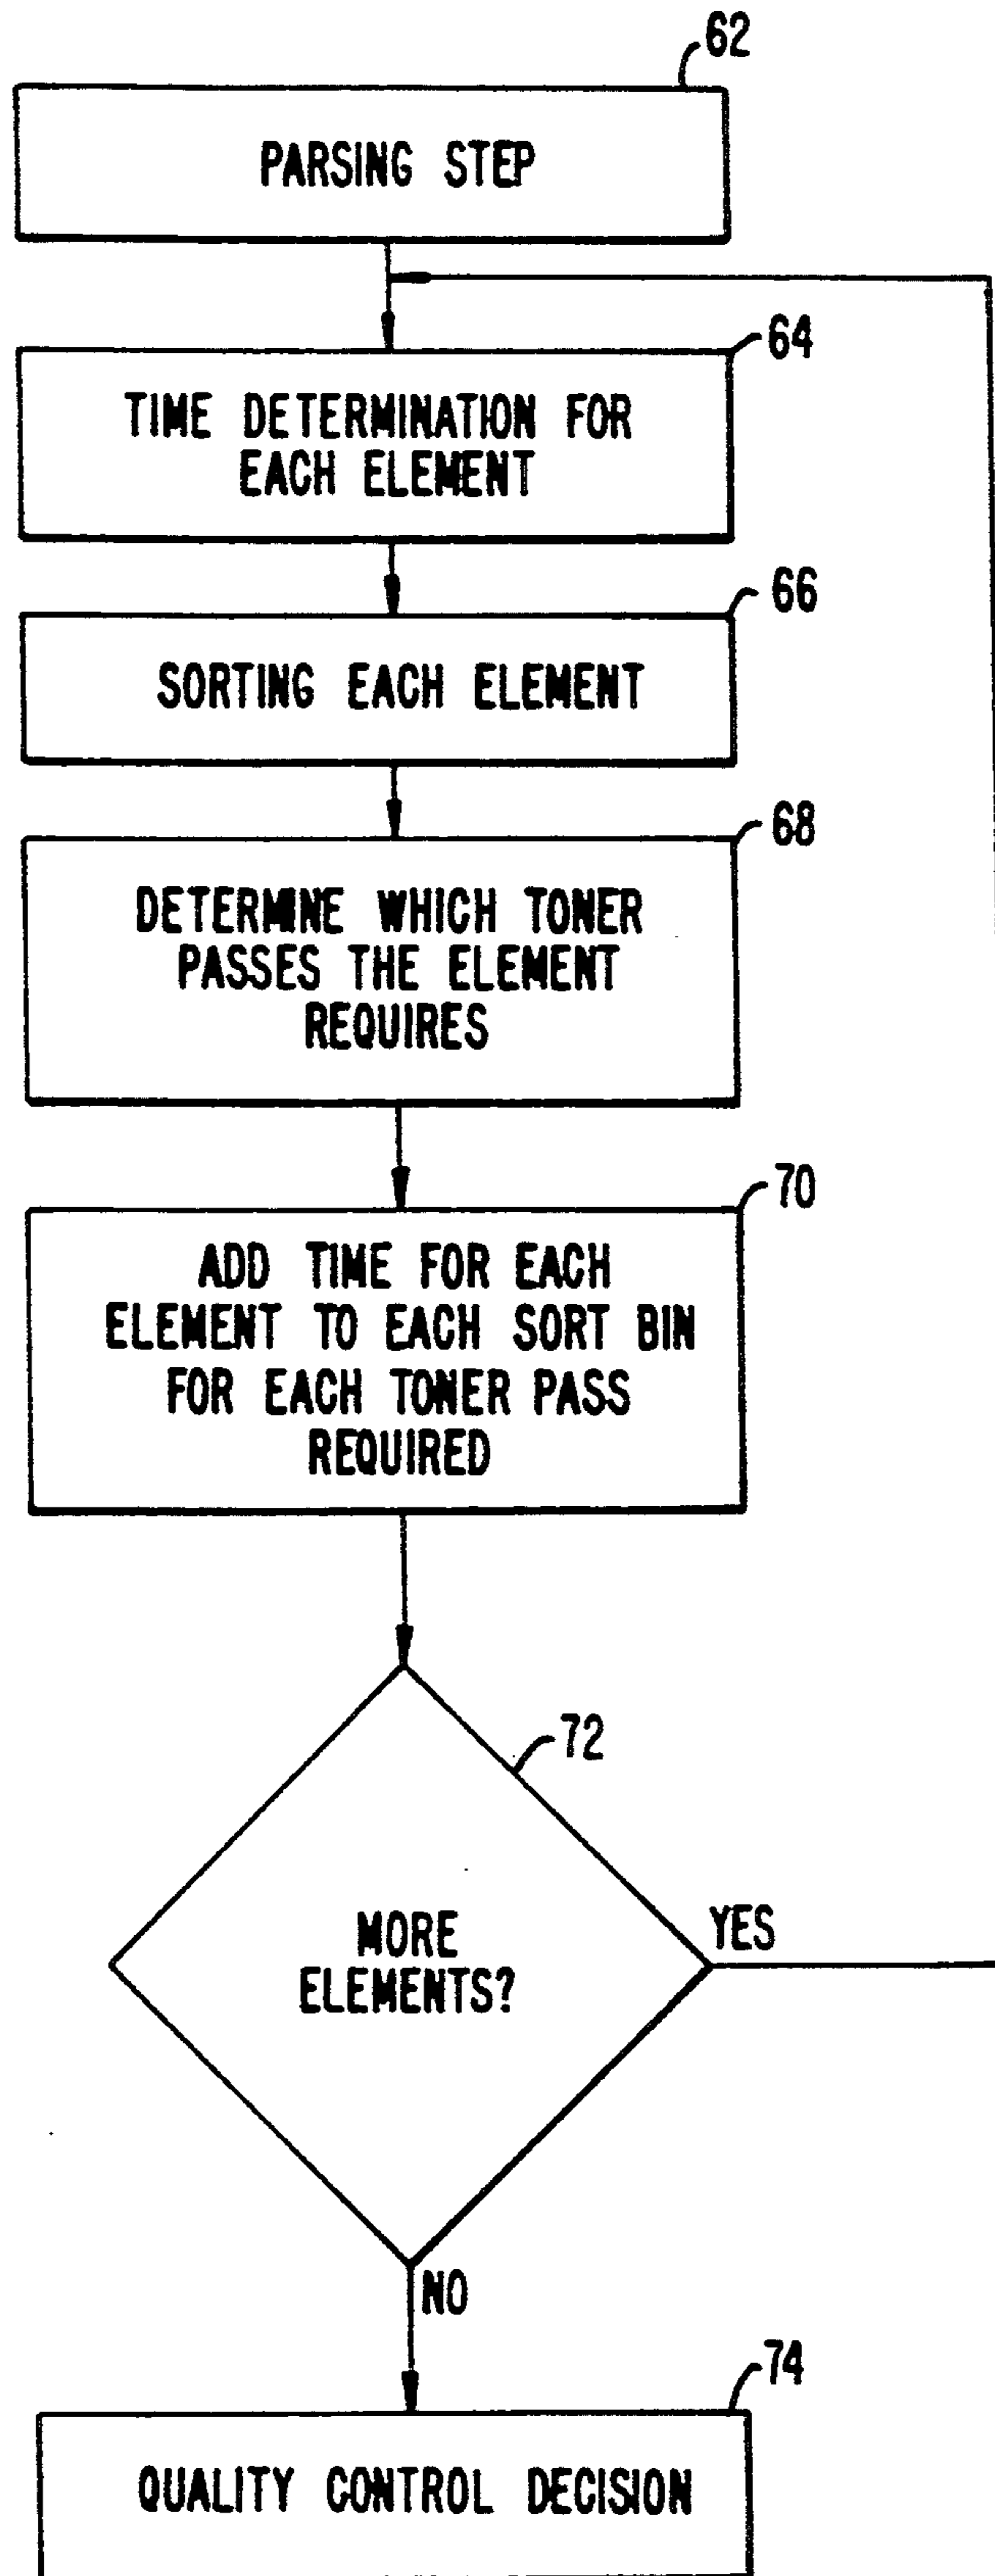 62
PARSING STEP
64
TIME DETERMINATION FOR
EACH ELEMENT
66
SORTING EACH ELEMENT
68
DETERMINE WHICH TONER
PASSES THE ELEMENT
REQUIRES
70
ADD TIME FOR EACH
ELEMENT TO EACH SORT BIN
FOR EACH TONER PASS
REQUIRED
72
MORE
ELEMENTS?
YES
NO
74
QUALITY CONTROL DECISION